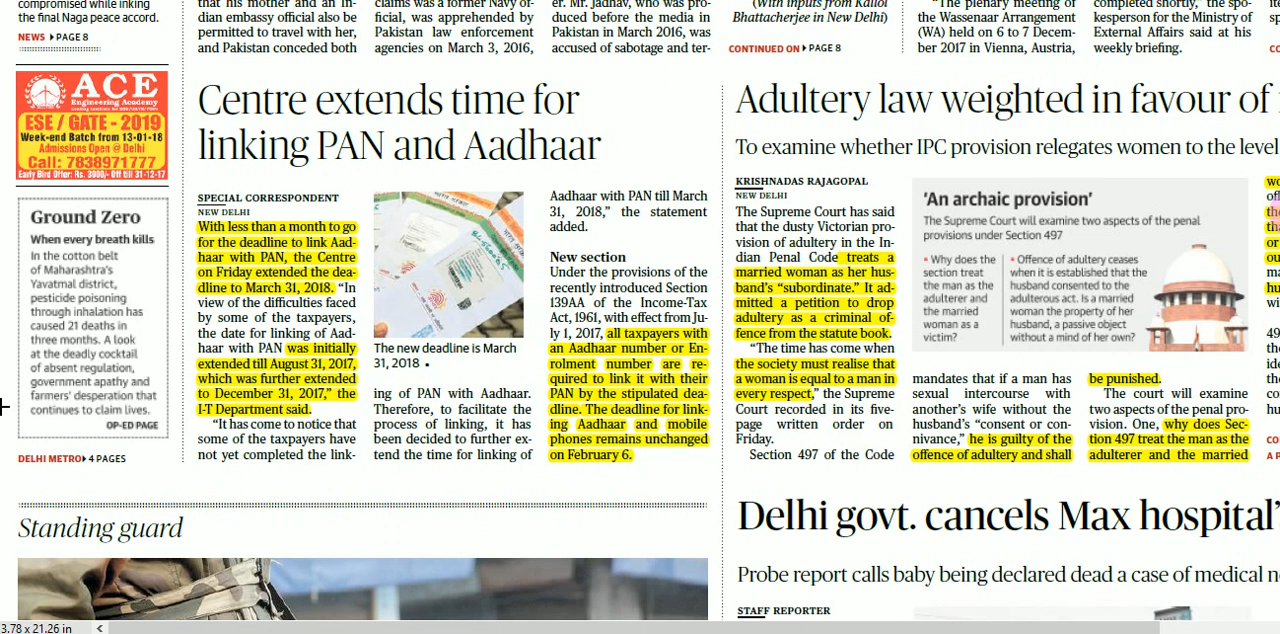 compromised while inking
the final Naga peace accord.
NEWS ▶ PAGE 8
ACE
Engineering Academy
ESE / GATE - 2019
Week-end Batch from 13-01-18
Admissions Open @ Delhi
Call: 7838971777
Early Bird Offer: Rs. 3000/- Off till 31-12-17
Ground Zero
When every breath kills
In the cotton belt
of Maharashtra's
Yavatmal district,
pesticide poisoning
through inhalation has
caused 21 deaths in
three months. A look
at the deadly cocktail
of absent regulation,
government apathy and
farmers' desperation that
continues to claim lives.
OP-ED PAGE
DELHI METRO ▶ 4 PAGES
that his mother and an In-
dian embassy official also be
permitted to travel with her,
and Pakistan conceded both
claims was a former Navy of-
ficial, was apprehended by
Pakistan law enforcement
agencies on March 3, 2016,
er. Mr. Jadhav, who was pro-
duced before the media in
Pakistan in March 2016, was
accused of sabotage and ter-
(With inputs from Kallol
Bhattacherjee in New Delhi)
CONTINUED ON ▶ PAGE 8
"The plenary meeting of
the Wassenaar Arrangement
(WA) held on 6 to 7 Decem-
ber 2017 in Vienna, Austria,
completed shortly," the spo-
kesperson for the Ministry of
External Affairs said at his
weekly briefing.
Centre extends time for
linking PAN and Aadhaar
SPECIAL CORRESPONDENT
NEW DELHI
With less than a month to go
for the deadline to link Aad-
haar with PAN, the Centre
on Friday extended the dea-
dline to March 31, 2018. "In
view of the difficulties faced
by some of the taxpayers,
the date for linking of Aad-
haar with PAN was initially
extended till August 31, 2017,
which was further extended
to December 31, 2017," the
I-T Department said.
"It has come to notice that
some of the taxpayers have
not yet completed the link-
The new deadline is March
31, 2018 •
ing of PAN with Aadhaar.
Therefore, to facilitate the
process of linking, it has
been decided to further ex-
tend the time for linking of
Aadhaar with PAN till March
31, 2018," the statement
added.
New section
Under the provisions of the
recently introduced Section
139AA of the Income-Tax
Act, 1961, with effect from Ju-
ly 1, 2017, all taxpayers with
an Aadhaar number or En-
rolment number are re-
quired to link it with their
PAN by the stipulated dea-
dline. The deadline for link-
ing Aadhaar and mobile
phones remains unchanged
on February 6.
Adultery law weighted in favour of
To examine whether IPC provision relegates women to the level
KRISHNADAS RAJAGOPAL
NEW DELHI
The Supreme Court has said
that the dusty Victorian pro-
vision of adultery in the In-
dian Penal Code treats a
married woman as her hus-
band's "subordinate." It ad-
mitted a petition to drop
adultery as a criminal of-
fence from the statute book.
"The time has come when
the society must realise that
a woman is equal to a man in
every respect," the Supreme
Court recorded in its five-
page written order on
Friday.
Section 497 of the Code
'An archaic provision'
The Supreme Court will examine two aspects of the penal
provisions under Section 497
• Why does the
section treat
the man as the
adulterer and
the married
woman as a
victim?
• Offence of adultery ceases
when it is established that the
husband consented to the
adulterous act. Is a married
woman the property of her
husband, a passive object
without a mind of her own?
mandates that if a man has
sexual intercourse with
another's wife without the
husband's "consent or con-
nivance," he is guilty of the
offence of adultery and shall
be punished.
The court will examine
two aspects of the penal pro-
vision. One, why does Sec-
tion 497 treat the man as the
adulterer and the married
Standing guard
Delhi govt. cancels Max hospital'
Probe report calls baby being declared dead a case of medical
STAFF REPORTER
3.78 x 21.26 in